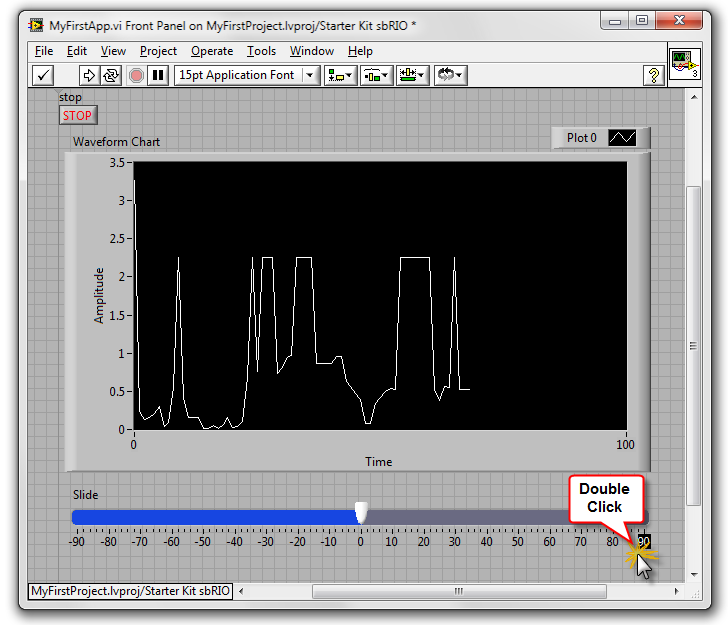 MyFirstApp.vi Front Panel on MyFirstProject.lvproj/Starter Kit sbRIO *
File Edit View Project Operate Tools Window Help
15pt Application Font
?
3
stop
STOP
Waveform Chart
Plot 0
3.5
3
2.5
2
1.5
1
0.5
0
Amplitude
0 100
Time
Slide
Double
Click
-90 -80 -70 -60 -50 -40 -30 -20 -10 0 10 20 30 40 50 60 70 80 90
MyFirstProject.lvproj/Starter Kit sbRIO